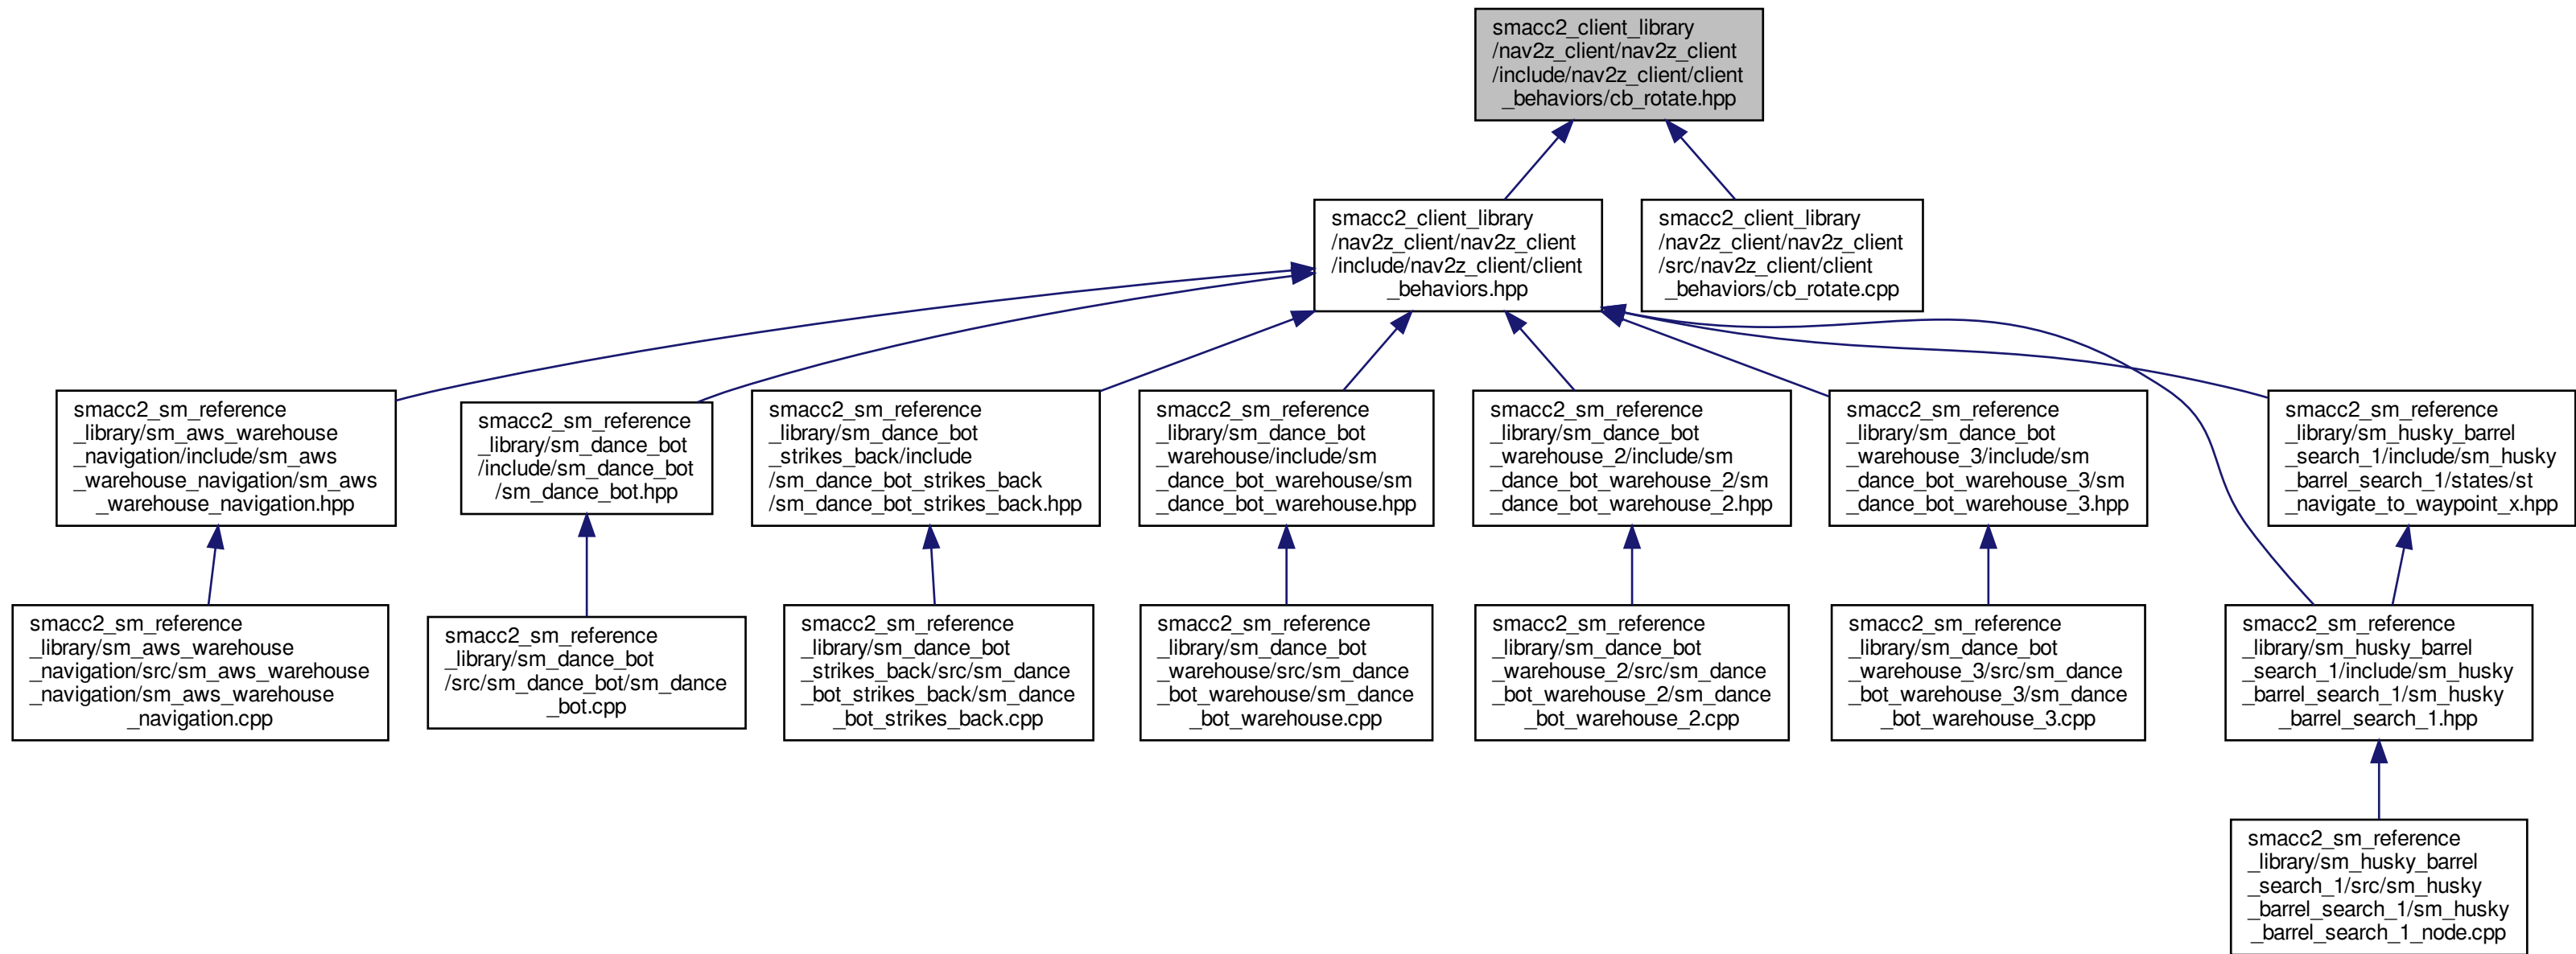 smacc2_client_library
/nav2z_client/nav2z_client
/include/nav2z_client/client
_behaviors/cb_rotate.hpp
smacc2_client_library
/nav2z_client/nav2z_client
/include/nav2z_client/client
_behaviors.hpp
smacc2_client_library
/nav2z_client/nav2z_client
/src/nav2z_client/client
_behaviors/cb_rotate.cpp
smacc2_sm_reference
_library/sm_aws_warehouse
_navigation/include/sm_aws
_warehouse_navigation/sm_aws
_warehouse_navigation.hpp
smacc2_sm_reference
_library/sm_dance_bot
/include/sm_dance_bot
/sm_dance_bot.hpp
smacc2_sm_reference
_library/sm_dance_bot
_strikes_back/include
/sm_dance_bot_strikes_back
/sm_dance_bot_strikes_back.hpp
smacc2_sm_reference
_library/sm_dance_bot
_warehouse/include/sm
_dance_bot_warehouse/sm
_dance_bot_warehouse.hpp
smacc2_sm_reference
_library/sm_dance_bot
_warehouse_2/include/sm
_dance_bot_warehouse_2/sm
_dance_bot_warehouse_2.hpp
smacc2_sm_reference
_library/sm_dance_bot
_warehouse_3/include/sm
_dance_bot_warehouse_3/sm
_dance_bot_warehouse_3.hpp
smacc2_sm_reference
_library/sm_husky_barrel
_search_1/include/sm_husky
_barrel_search_1/states/st
_navigate_to_waypoint_x.hpp
smacc2_sm_reference
_library/sm_aws_warehouse
_navigation/src/sm_aws_warehouse
_navigation/sm_aws_warehouse
_navigation.cpp
smacc2_sm_reference
_library/sm_dance_bot
/src/sm_dance_bot/sm_dance
_bot.cpp
smacc2_sm_reference
_library/sm_dance_bot
_strikes_back/src/sm_dance
_bot_strikes_back/sm_dance
_bot_strikes_back.cpp
smacc2_sm_reference
_library/sm_dance_bot
_warehouse/src/sm_dance
_bot_warehouse/sm_dance
_bot_warehouse.cpp
smacc2_sm_reference
_library/sm_dance_bot
_warehouse_2/src/sm_dance
_bot_warehouse_2/sm_dance
_bot_warehouse_2.cpp
smacc2_sm_reference
_library/sm_dance_bot
_warehouse_3/src/sm_dance
_bot_warehouse_3/sm_dance
_bot_warehouse_3.cpp
smacc2_sm_reference
_library/sm_husky_barrel
_search_1/include/sm_husky
_barrel_search_1/sm_husky
_barrel_search_1.hpp
smacc2_sm_reference
_library/sm_husky_barrel
_search_1/src/sm_husky
_barrel_search_1/sm_husky
_barrel_search_1_node.cpp